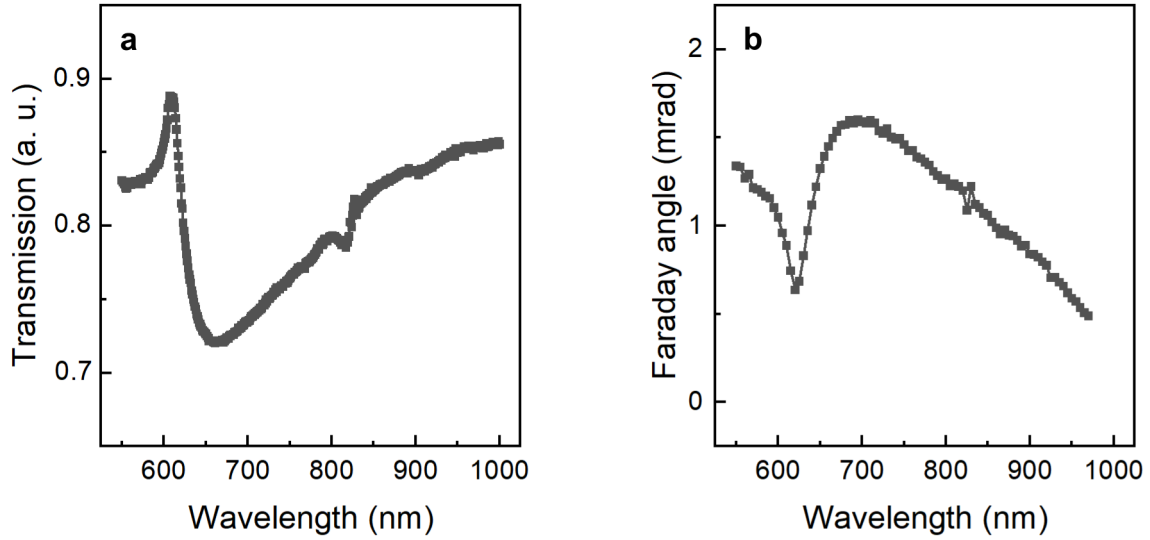 a
Transmission (a. u.)
0.9
0.8
0.7
600 700 800 900 1000
Wavelength (nm)
b
Faraday angle (mrad)
2
1
0
600 700 800 900 1000
Wavelength (nm)